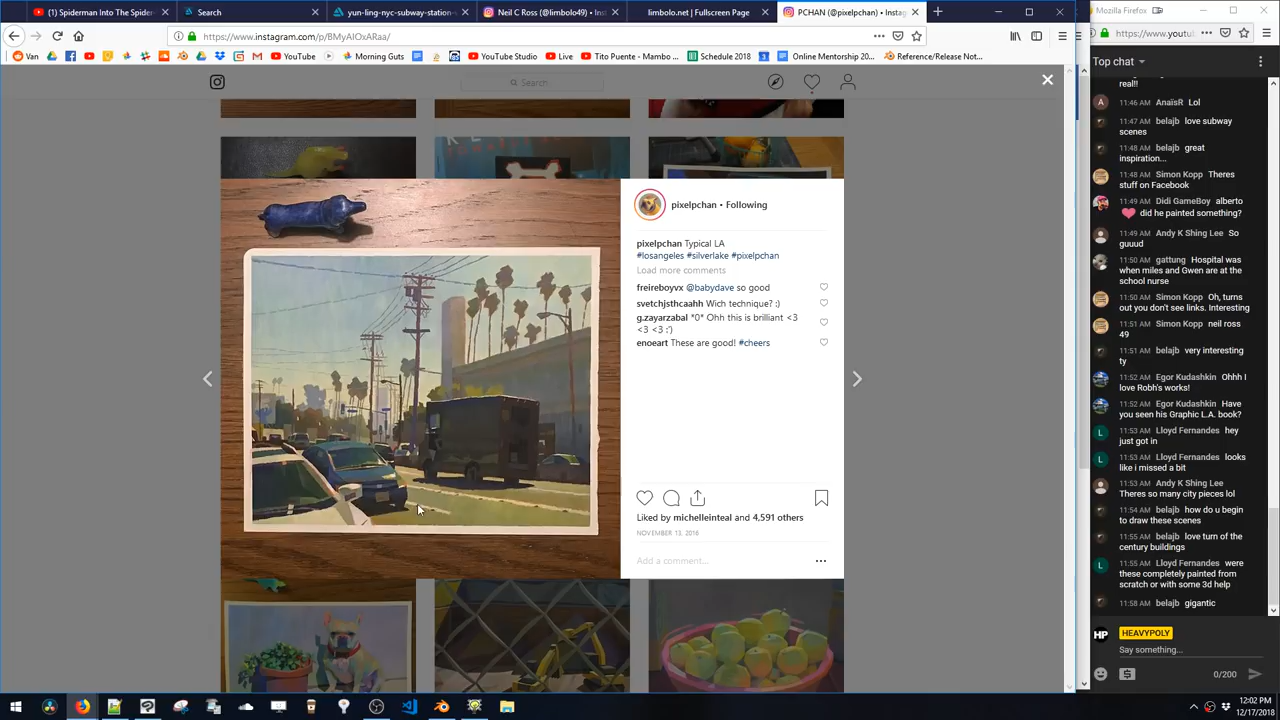 (1) Spiderman Into The Spider-
Search
yun-ling-nyc-subway-station-
Neil C Ross (@limbolo49) • Inst
limbolo.net | Fullscreen Page
PCHAN (@pixelpchan) • Instag
Mozilla Firefox
https://www.instagram.com/p/BMyAIOxARaa/
https://www.youtu
Van
YouTube
Morning Guts
YouTube Studio
Live
Tito Puente - Mambo ...
Schedule 2018
Online Mentorship 20...
Reference/Release Not...
Top chat
Search
real!!
11:46 AM AnaïsR Lol
11:47 AM belajb love subway
scenes
11:48 AM belajb great
inspiration...
11:48 AM Simon Kopp Theres
stuff on Facebook
11:49 AM Didi GameBoy alberto
did he painted something?
11:49 AM Andy K Shing Lee So
guuud
11:50 AM gattung Hospital was
when miles and Gwen are at the
school nurse
11:50 AM Simon Kopp Oh, turns
out you don't see links. Interesting
11:51 AM Simon Kopp neil ross
49
11:51 AM belajb very interesting
ty
11:52 AM Egor Kudashkin Ohhh I
love Robh's works!
11:52 AM Egor Kudashkin Have
you seen his Graphic L.A. book?
11:53 AM Lloyd Fernandes hey
just got in
11:53 AM Lloyd Fernandes looks
like i missed a bit
11:53 AM Andy K Shing Lee
Theres so many city pieces lol
11:54 AM belajb how do u begin
to draw these scenes
11:55 AM belajb love turn of the
century buildings
11:55 AM Lloyd Fernandes were
these completely painted from
scratch or with some 3d help
11:58 AM belajb gigantic
HP
HEAVYPOLY
Say something...
0/200
pixelpchan • Following
pixelpchan Typical LA
#losangeles #silverlake #pixelpchan
Load more comments
freireboyvx @babydave so good
svetchjsthcaahh Wich technique? :)
g.zayarzabal *0* Ohh this is brilliant <3
<3 <3 :')
enoeart These are good! #cheers
Liked by michelleinteal and 4,591 others
NOVEMBER 13, 2016
Add a comment...
12:02 PM
12/17/2018